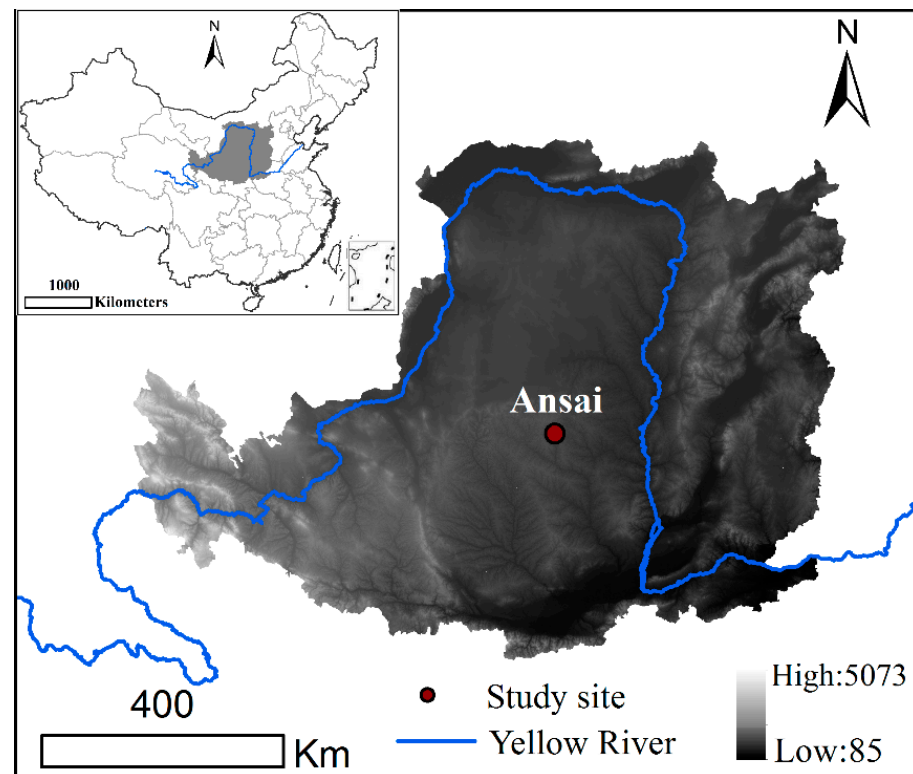 N
1000
Kilometers
N
Ansai
400
Km
Study site
Yellow River
High:5073
Low:85